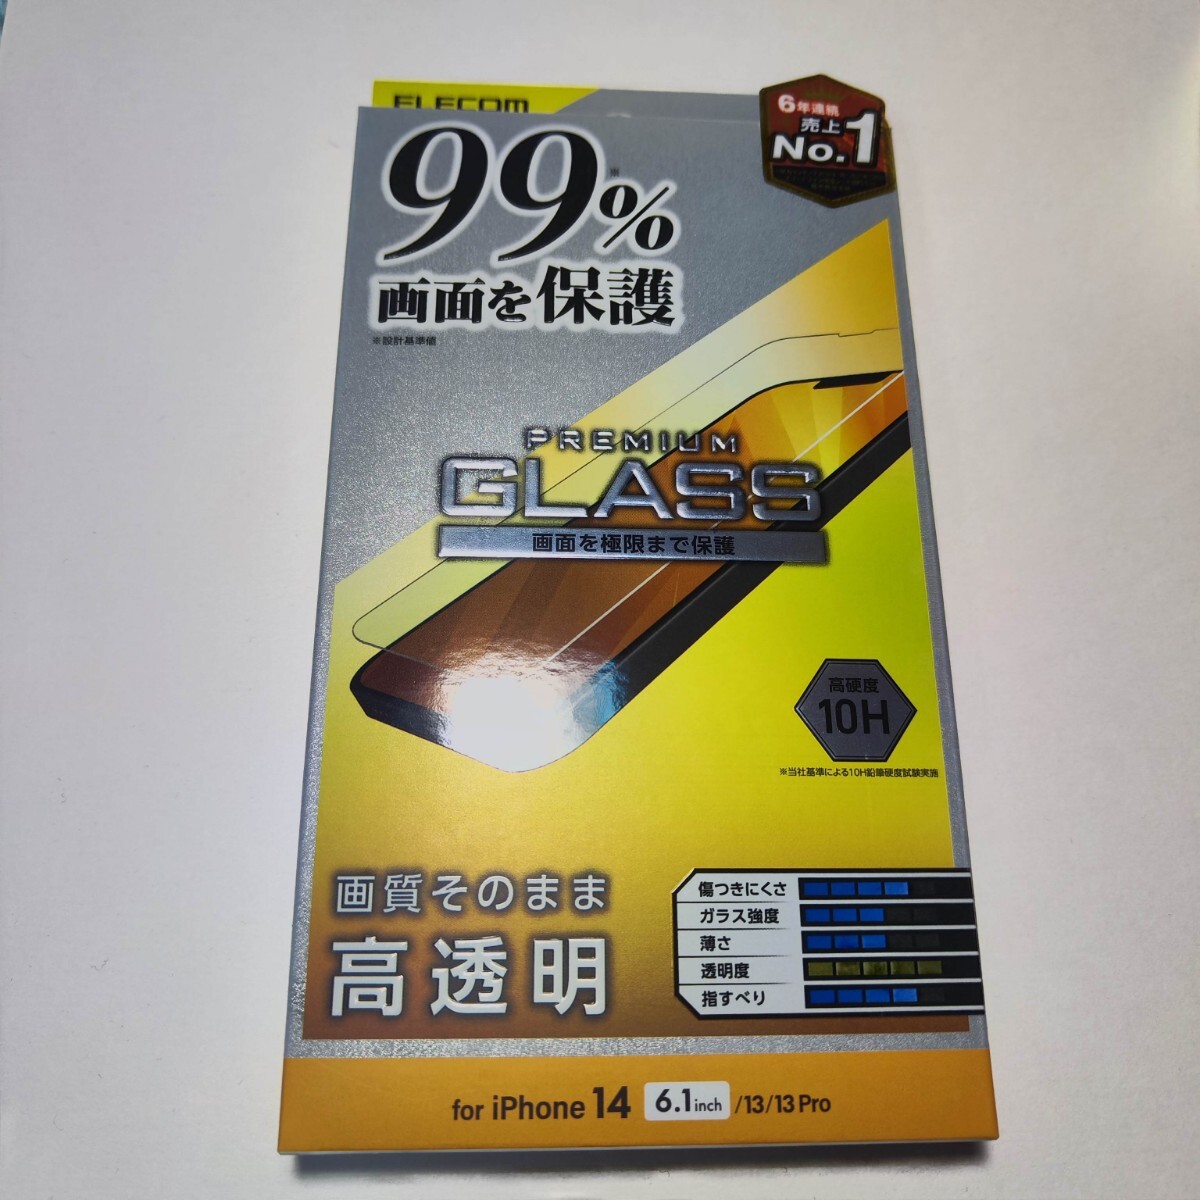 ELECOM
6年連続
売上
No.1
99%※
画面を保護
※設計基準値
PREMIUM
GLASS
画面を極限まで保護
高硬度
10H
※当社基準による10H鉛筆硬度試験実施
画質そのまま
高透明
傷つきにくさ
ガラス強度
薄さ
透明度
指すべり
for iPhone 14 6.1inch /13/13 Pro